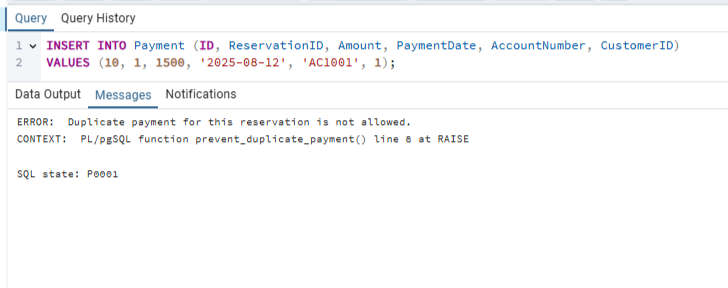 Query Query History
1 INSERT INTO Payment (ID, ReservationID, Amount, PaymentDate, AccountNumber, CustomerID)
2 VALUES (10, 1, 1500, '2025-08-12', 'AC1001', 1);
Data Output Messages Notifications
ERROR:  Duplicate payment for this reservation is not allowed.
CONTEXT:  PL/pgSQL function prevent_duplicate_payment() line 8 at RAISE
SQL state: P0001